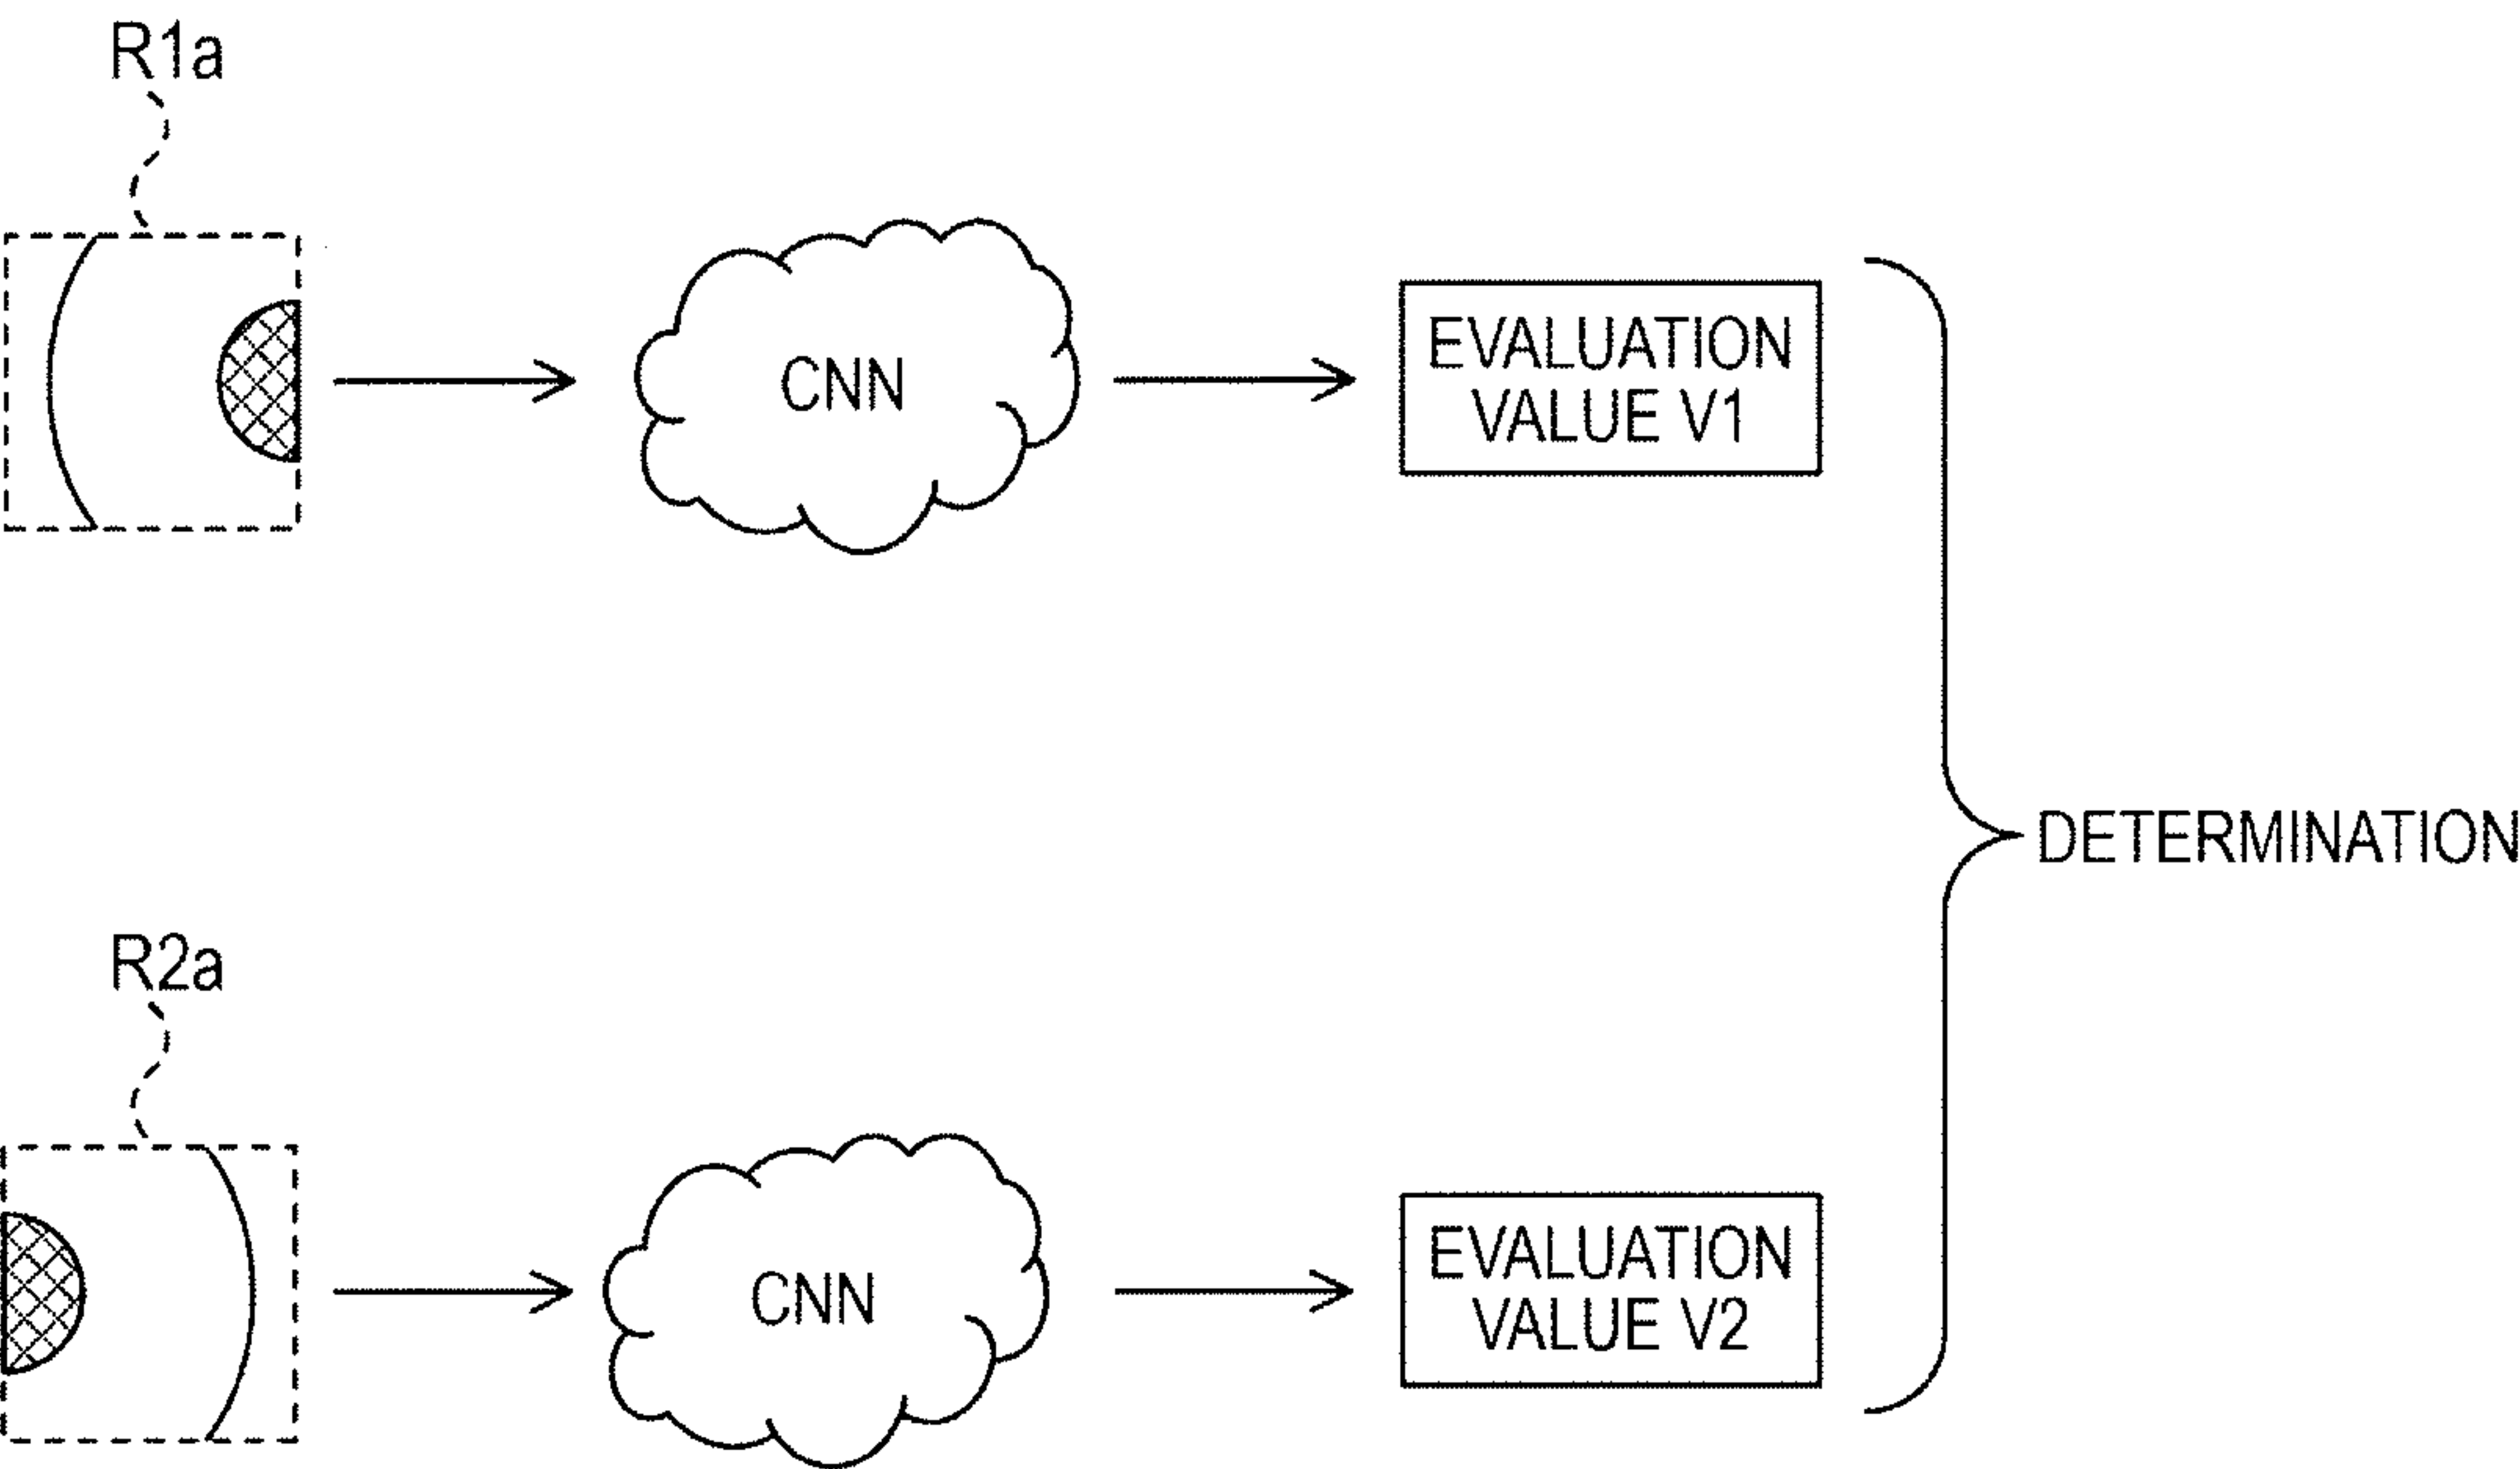 R1a
CNN
EVALUATION
VALUE V1
DETERMINATION
R2a
CNN
EVALUATION
VALUE V2